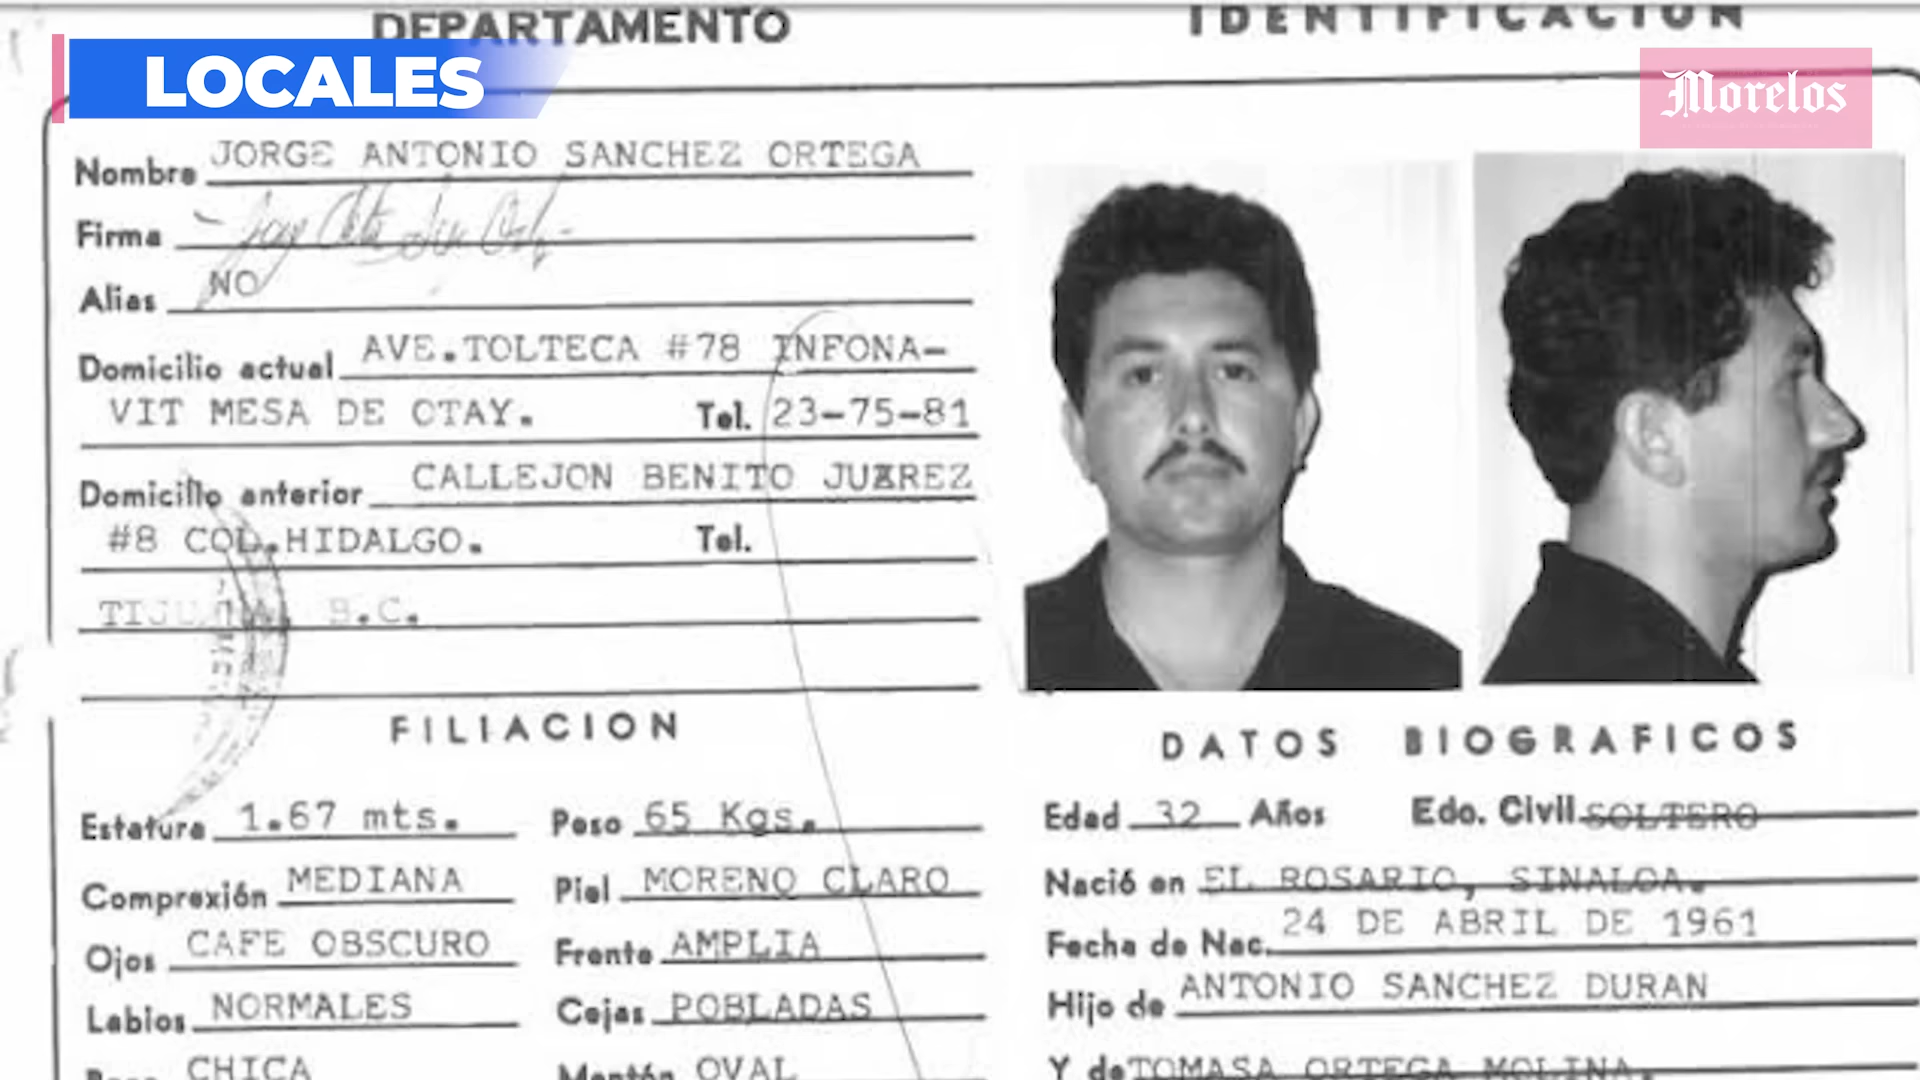 DEPARTAMENTO
IDENTIFICACION
LOCALES
Morelos
Nombre JORGE ANTONIO SANCHEZ ORTEGA
Firma
Alias NO
Domicilio actual AVE.TOLTECA #78 INFONA-
VIT MESA DE OTAY. Tel. 23-75-81
Domicilio anterior CALLEJON BENITO JUAREZ
#8 COL.HIDALGO. Tel.
TIJUANA, B.C.
FILIACION
Estatura 1.67 mts. Peso 65 Kgs.
Comprexión MEDIANA Piel MORENO CLARO
Ojos CAFE OBSCURO Frente AMPLIA
Labios NORMALES Cejas POBLADAS
CHICA Mentón OVAL
DATOS BIOGRAFICOS
Edad 32 Años Edo. Civil SOLTERO
Nació en EL ROSARIO, SINALOA.
Fecha de Nac. 24 DE ABRIL DE 1961
Hijo de ANTONIO SANCHEZ DURAN
Y de TOMASA ORTEGA MOLINA.